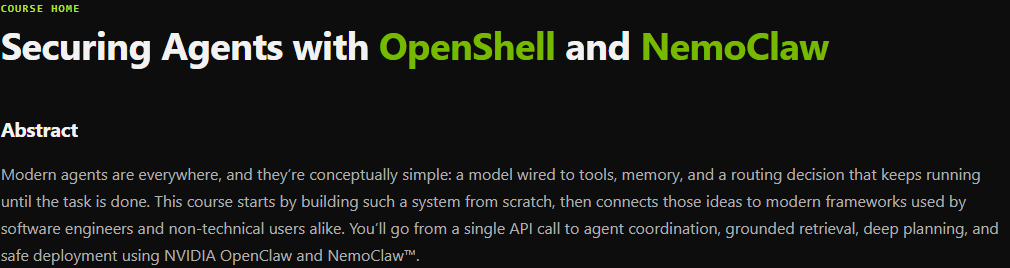 COURSE HOME
Securing Agents with OpenShell and NemoClaw
Abstract
Modern agents are everywhere, and they’re conceptually simple: a model wired to tools, memory, and a routing decision that keeps running
until the task is done. This course starts by building such a system from scratch, then connects those ideas to modern frameworks used by
software engineers and non-technical users alike. You’ll go from a single API call to agent coordination, grounded retrieval, deep planning, and
safe deployment using NVIDIA OpenClaw and NemoClaw™.